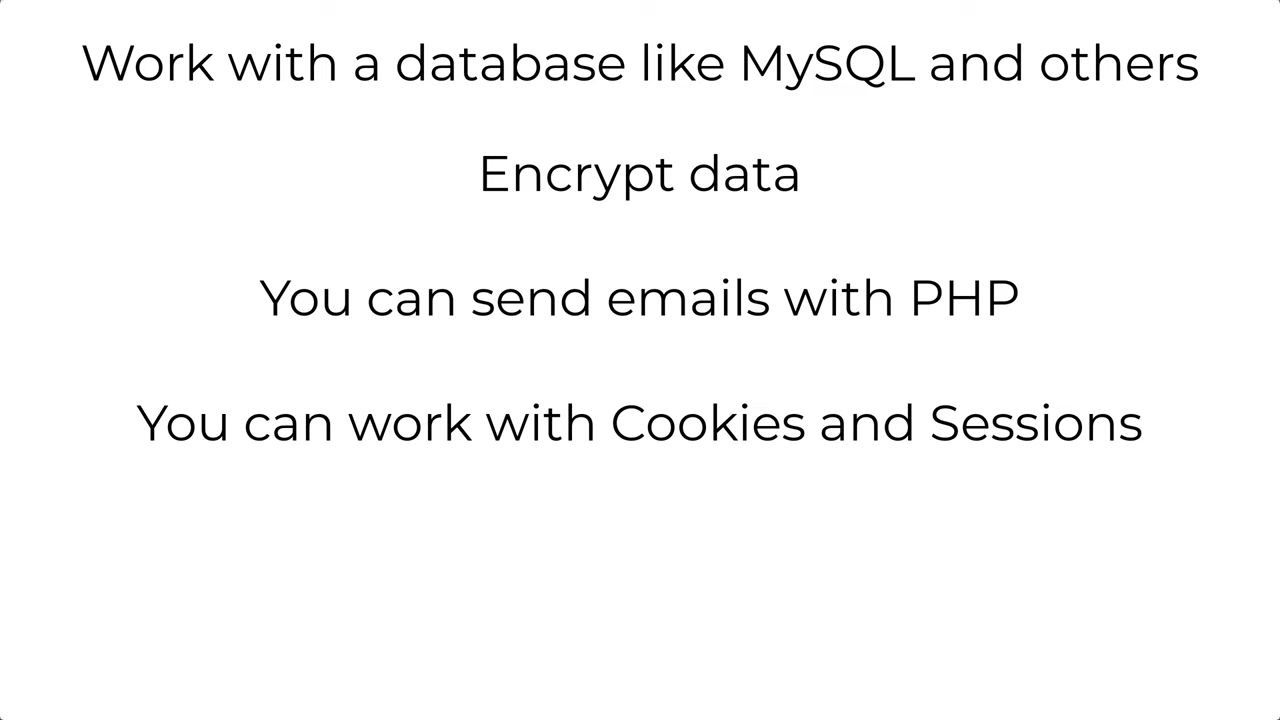 Work with a database like MySQL and others
Encrypt data
You can send emails with PHP
You can work with Cookies and Sessions